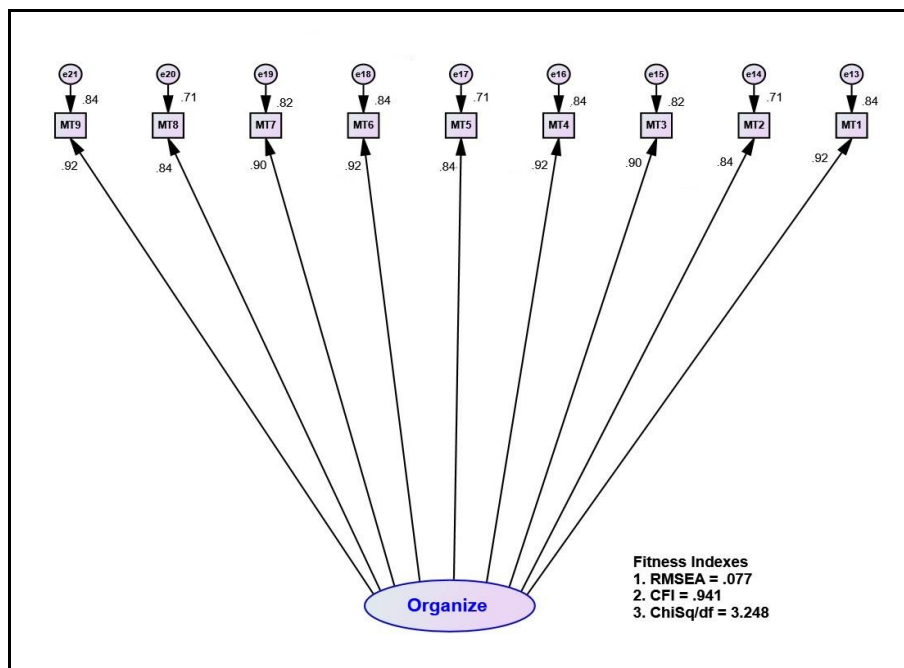 e21 e20 e19 e18 e17 e16 e15 e14 e13
.84 .71 .82 .84 .71 .84 .82 .71 .84
MT9 MT8 MT7 MT6 MT5 MT4 MT3 MT2 MT1
.92 .84 .90 .92 .84 .92 .90 .84 .92
Organize
Fitness Indexes
1. RMSEA = .077
2. CFI = .941
3. ChiSq/df = 3.248